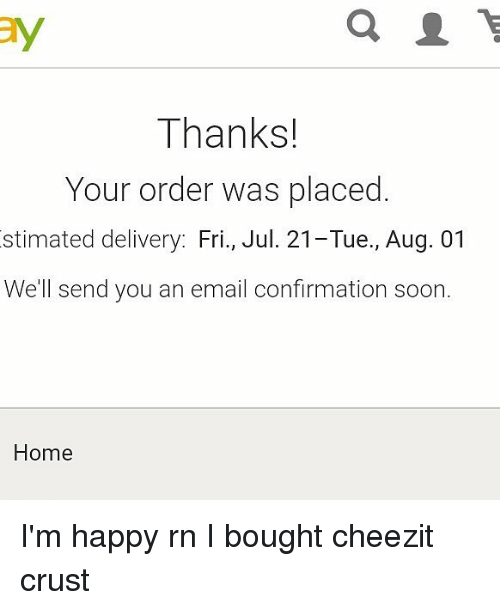 ay
Thanks!
Your order was placed.
stimated delivery: Fri., Jul. 21–Tue., Aug. 01
We'll send you an email confirmation soon.
Home
I'm happy rn I bought cheezit
crust